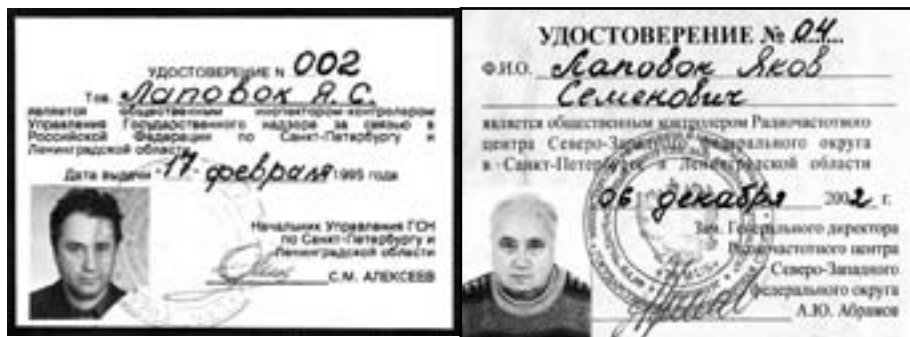 УДОСТОВЕРЕНИЕ N 002
Тов. Лаповок Я. С.
является общественным инспектором-контролером
Управления Государственного надзора за связью в
Российской Федерации по Санкт-Петербургу и
Ленинградской области
Дата выдачи 17 февраля 1995 года
Начальник Управления ГСН
по Санкт-Петербургу и
Ленинградской области
С.М. АЛЕКСЕЕВ
УДОСТОВЕРЕНИЕ № 04
Ф.И.О. Лаповок Яков
Семенович
является общественным контролером Радиочастотного
центра Северо-Западного федерального округа
в Санкт-Петербурге и Ленинградской области
06 декабря 2002 г.
Зам. Генерального директора
Радиочастотного центра
Северо-Западного
федерального округа
А.Ю. Абрамов